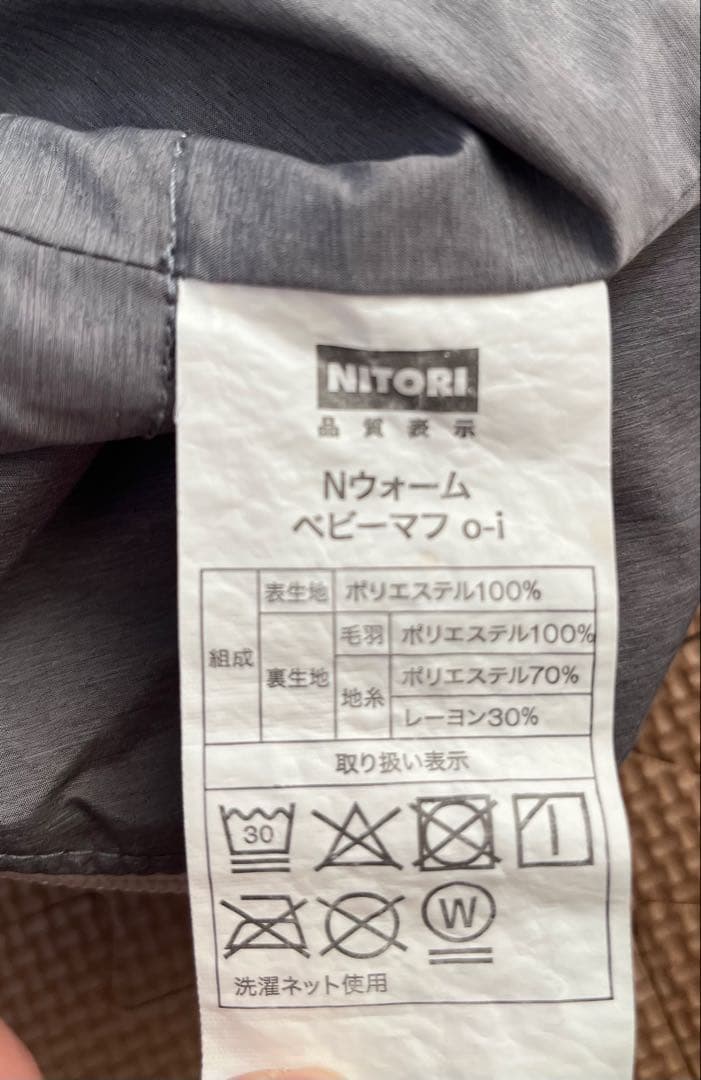 NITORI
品質表示
Nウォーム
ベビーマフ o-i
組成
表生地 ポリエステル100%
裏生地 毛羽 ポリエステル100%
地糸 ポリエステル70%
レーヨン30%
取り扱い表示
30
W
洗濯ネット使用